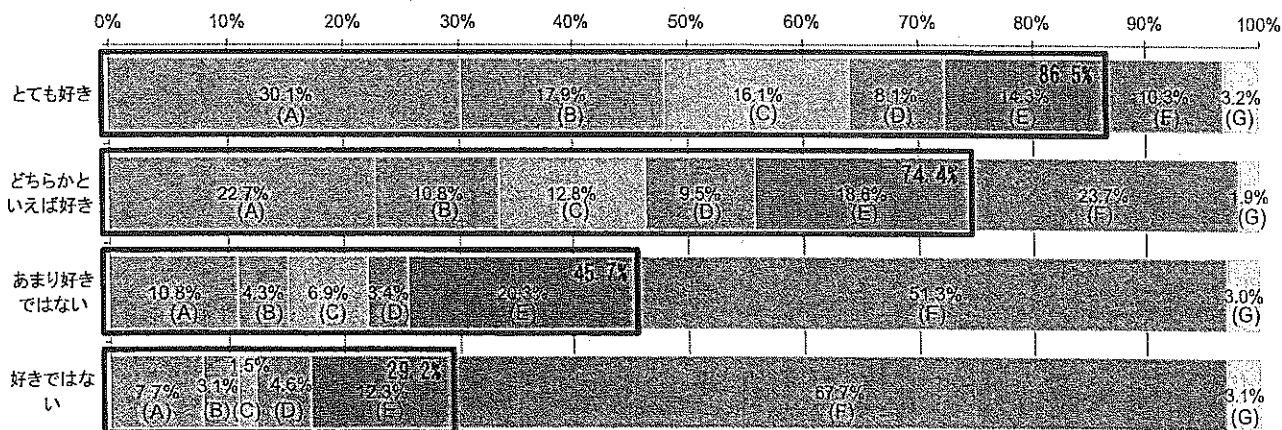 0% 10% 20% 30% 40% 50% 60% 70% 80% 90% 100%
とても好き
86.5%
30.1% 17.9% 16.1% 8.1% 14.3% 10.3% 3.2%
(A) (B) (C) (D) (E) (F) (G)
どちらかと
いえば好き
74.4%
22.7% 10.8% 12.8% 9.5% 18.6% 23.7% 1.9%
(A) (B) (C) (D) (E) (F) (G)
あまり好き
ではない
45.7%
10.8% 4.3% 6.9% 3.4% 20.3% 51.3% 3.0%
(A) (B) (C) (D) (E) (F) (G)
好きではな
い
1.5% 29.2%
7.7% 3.1% 4.6% 12.3% 67.7% 3.1%
(A) (B) (C) (D) (E) (F) (G)